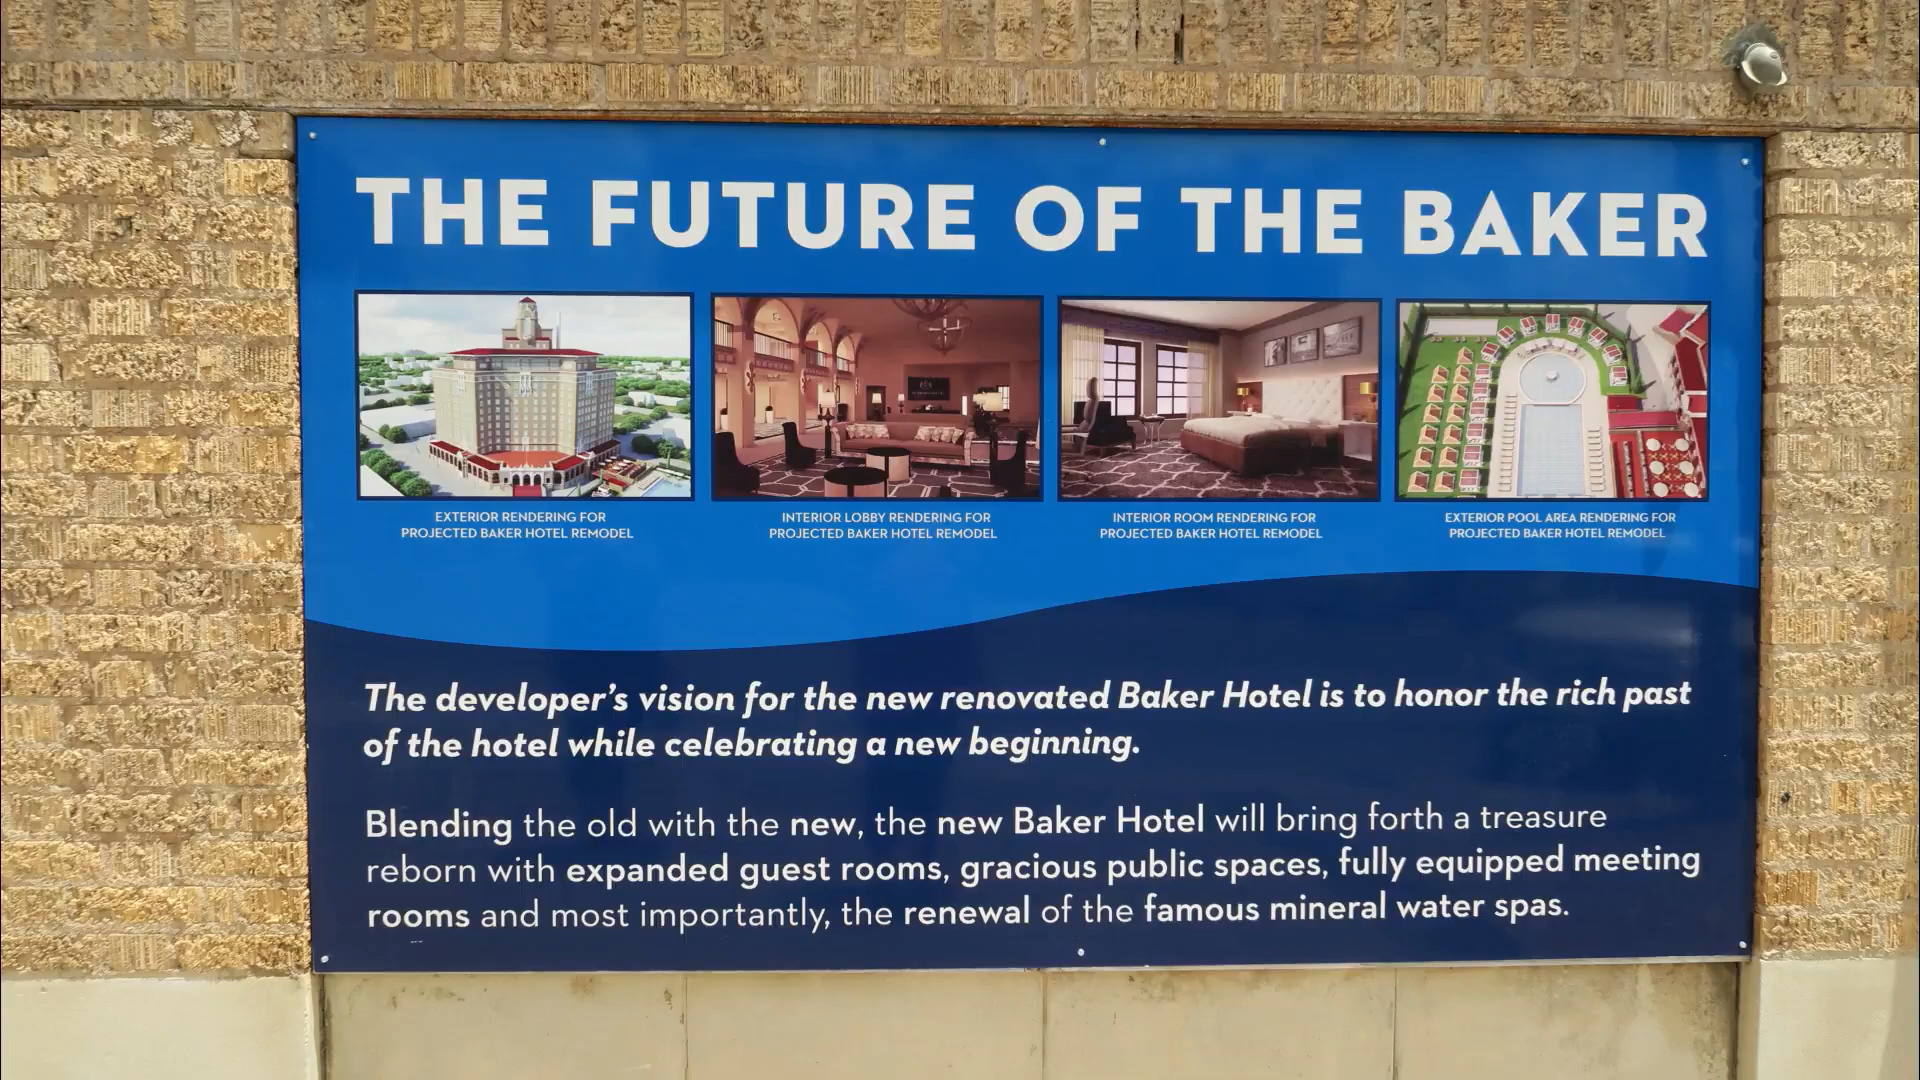 THE FUTURE OF THE BAKER
EXTERIOR RENDERING FOR
PROJECTED BAKER HOTEL REMODEL
INTERIOR LOBBY RENDERING FOR
PROJECTED BAKER HOTEL REMODEL
INTERIOR ROOM RENDERING FOR
PROJECTED BAKER HOTEL REMODEL
EXTERIOR POOL AREA RENDERING FOR
PROJECTED BAKER HOTEL REMODEL
The developer's vision for the new renovated Baker Hotel is to honor the rich past
of the hotel while celebrating a new beginning.
Blending the old with the new, the new Baker Hotel will bring forth a treasure
reborn with expanded guest rooms, gracious public spaces, fully equipped meeting
rooms and most importantly, the renewal of the famous mineral water spas.